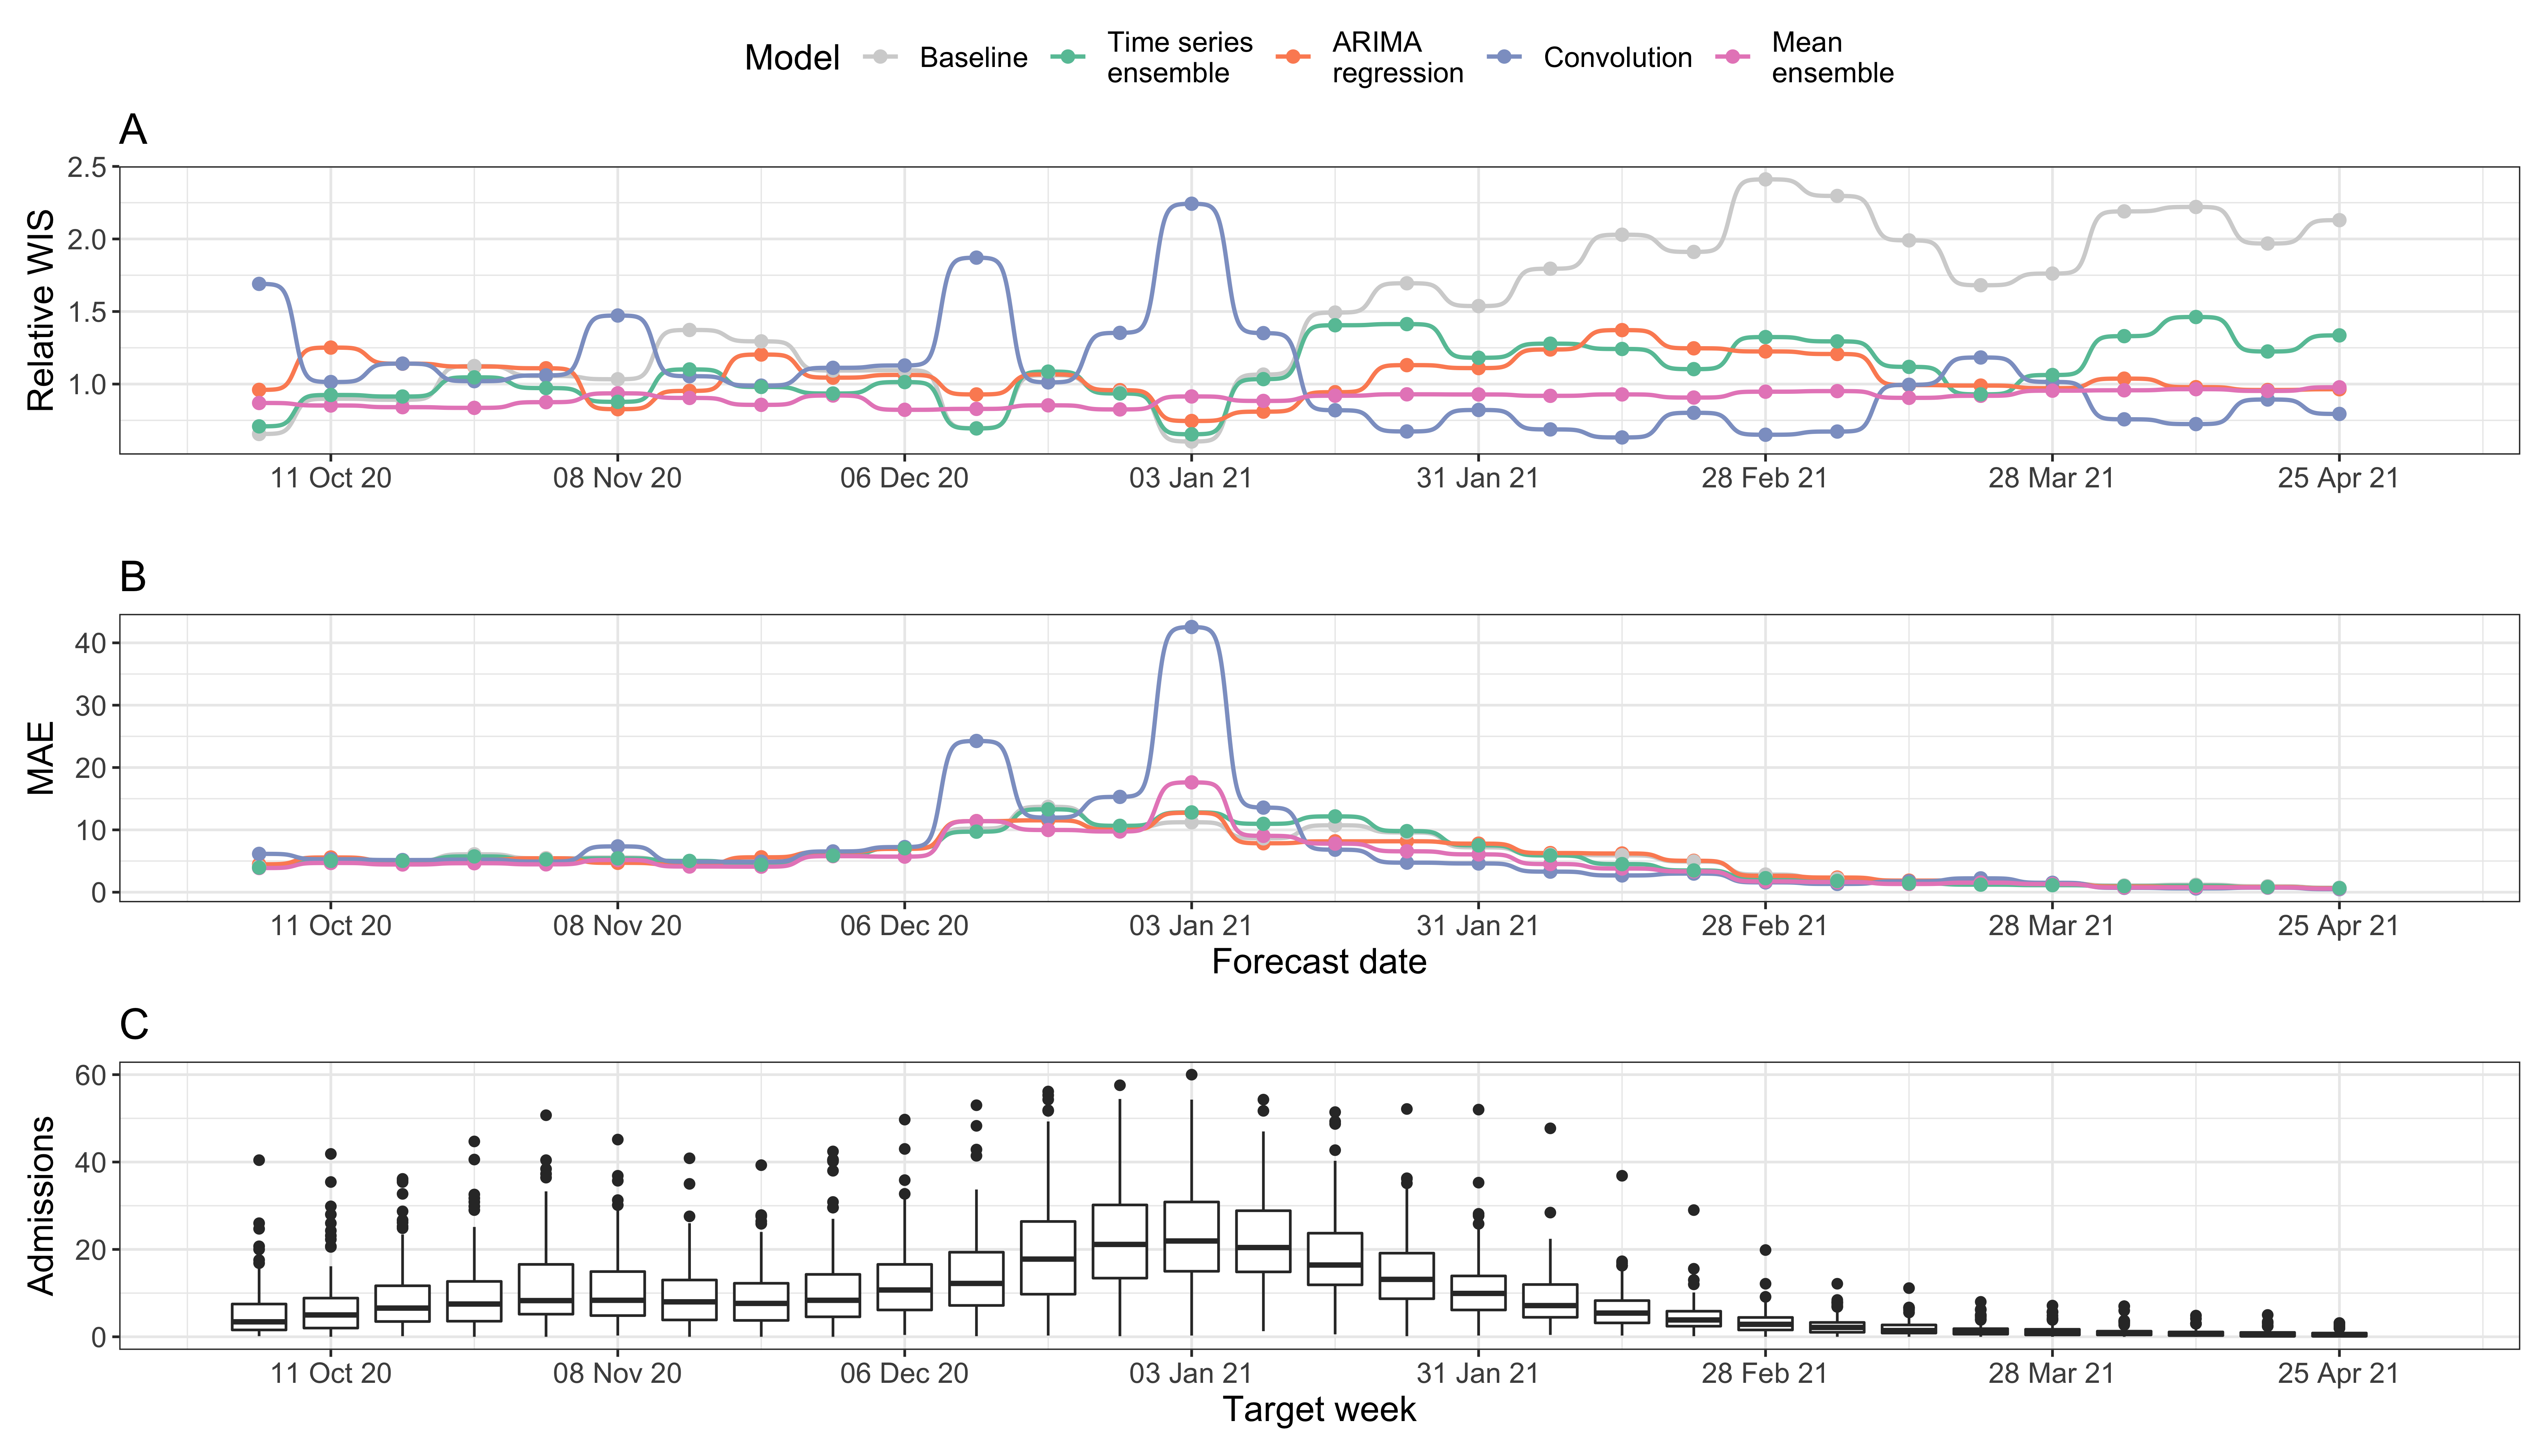 Model Baseline Time series ensemble ARIMA regression Convolution Mean ensemble
A
Relative WIS
2.5
2.0
1.5
1.0
11 Oct 20 08 Nov 20 06 Dec 20 03 Jan 21 31 Jan 21 28 Feb 21 28 Mar 21 25 Apr 21
B
MAE
40
30
20
10
0
11 Oct 20 08 Nov 20 06 Dec 20 03 Jan 21 31 Jan 21 28 Feb 21 28 Mar 21 25 Apr 21
Forecast date
C
Admissions
60
40
20
0
11 Oct 20 08 Nov 20 06 Dec 20 03 Jan 21 31 Jan 21 28 Feb 21 28 Mar 21 25 Apr 21
Target week